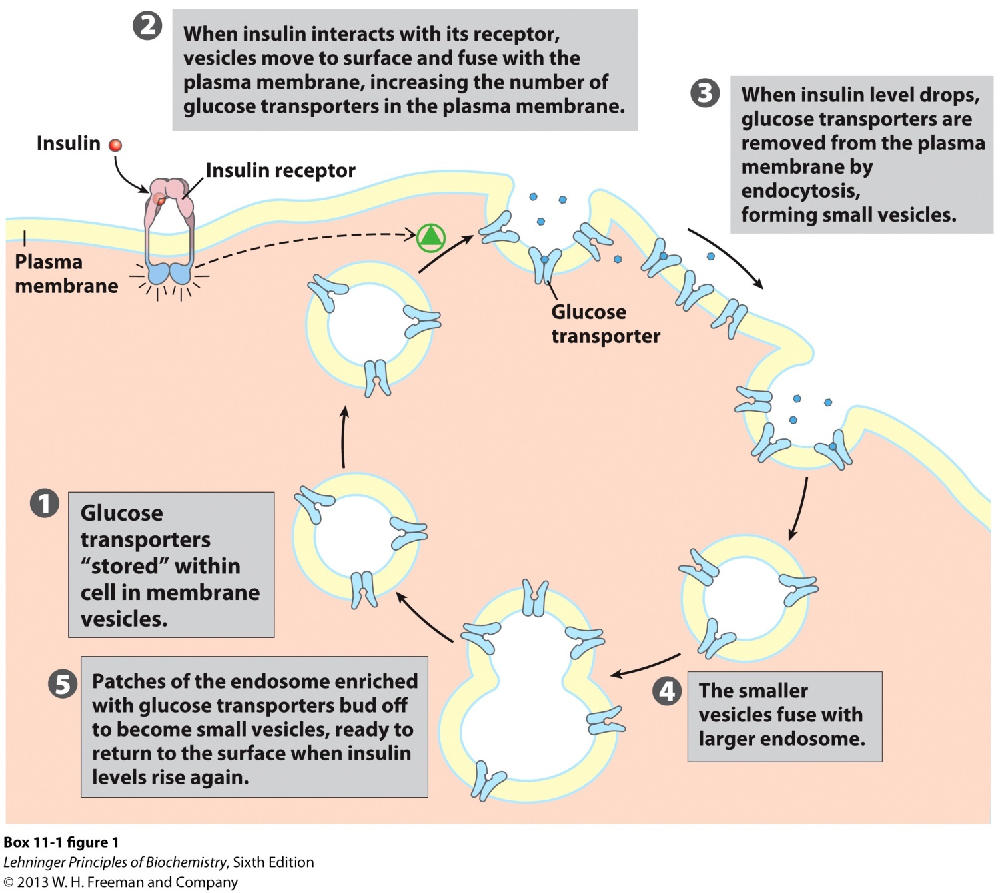 2
When insulin interacts with its receptor,
vesicles move to surface and fuse with the
plasma membrane, increasing the number of
glucose transporters in the plasma membrane.
3
When insulin level drops,
glucose transporters are
removed from the plasma
membrane by
endocytosis,
forming small vesicles.
Insulin
Insulin receptor
Plasma
membrane
Glucose
transporter
1
Glucose
transporters
“stored” within
cell in membrane
vesicles.
5
Patches of the endosome enriched
with glucose transporters bud off
to become small vesicles, ready to
return to the surface when insulin
levels rise again.
4
The smaller
vesicles fuse with
larger endosome.
Box 11-1 figure 1
Lehninger Principles of Biochemistry, Sixth Edition
© 2013 W. H. Freeman and Company